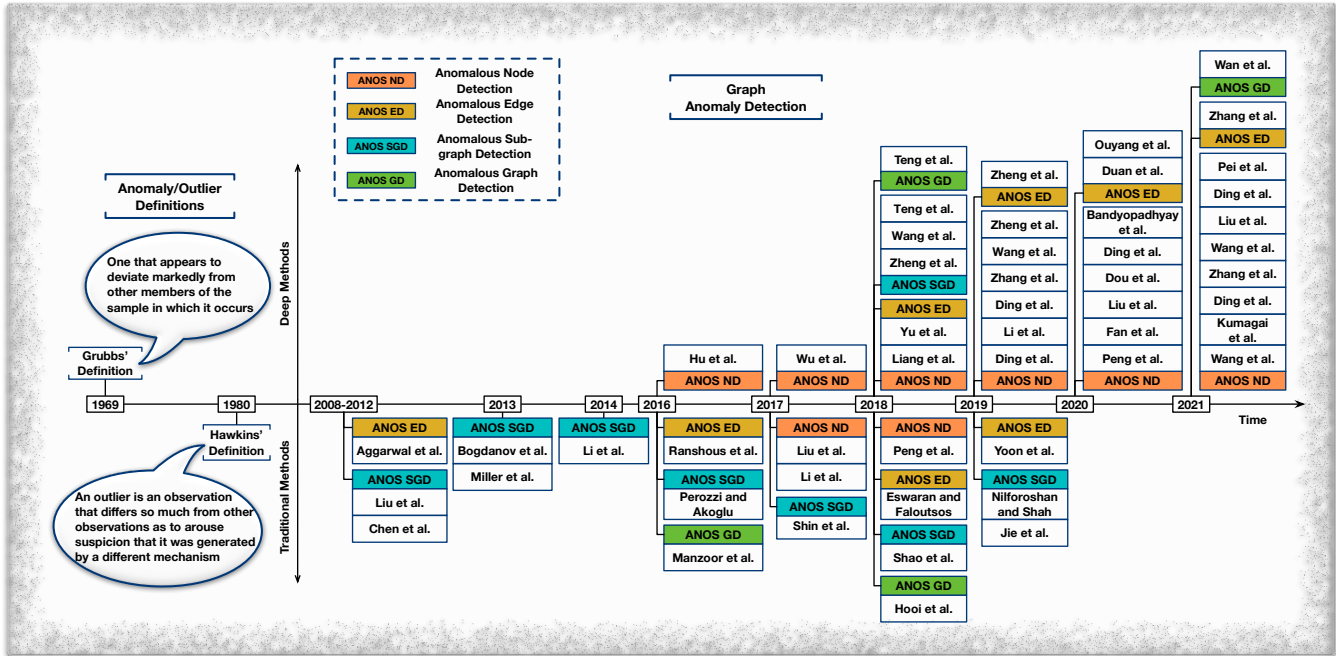 ANOS ND
Anomalous Node
Detection
ANOS ED
Anomalous Edge
Detection
ANOS SGD
Anomalous Sub-
graph Detection
ANOS GD
Anomalous Graph
Detection
Graph
Anomaly Detection
Anomaly/Outlier
Definitions
One that appears to
deviate markedly from
other members of the
sample in which it occurs
Grubbs'
Definition
1969
1980
Hawkins'
Definition
An outlier is an observation
that differs so much from other
observations as to arouse
suspicion that it was generated
by a different mechanism
Deep Methods
Traditional Methods
2008-2012
ANOS ED
Aggarwal et al.
ANOS SGD
Liu et al.
Chen et al.
2013
ANOS SGD
Bogdanov et al.
Miller et al.
2014
ANOS SGD
Li et al.
Hu et al.
ANOS ND
2016
ANOS ED
Ranshous et al.
ANOS SGD
Perozzi and
Akoglu
ANOS GD
Manzoor et al.
Wu et al.
ANOS ND
2017
ANOS ND
Liu et al.
Li et al.
ANOS SGD
Shin et al.
Teng et al.
ANOS GD
Teng et al.
Wang et al.
Zheng et al.
ANOS SGD
ANOS ED
Yu et al.
Liang et al.
ANOS ND
2018
ANOS ND
Peng et al.
ANOS ED
Eswaran and
Faloutsos
ANOS SGD
Shao et al.
ANOS GD
Hooi et al.
Zheng et al.
ANOS ED
Zheng et al.
Wang et al.
Zhang et al.
Ding et al.
Li et al.
Ding et al.
ANOS ND
2019
ANOS ED
Yoon et al.
ANOS SGD
Nilforoshan
and Shah
Jie et al.
Ouyang et al.
Duan et al.
ANOS ED
Bandyopadhyay
et al.
Ding et al.
Dou et al.
Liu et al.
Fan et al.
Peng et al.
ANOS ND
2020
Wan et al.
ANOS GD
Zhang et al.
ANOS ED
Pei et al.
Ding et al.
Liu et al.
Wang et al.
Zhang et al.
Ding et al.
Kumagai
et al.
Wang et al.
ANOS ND
2021
Time